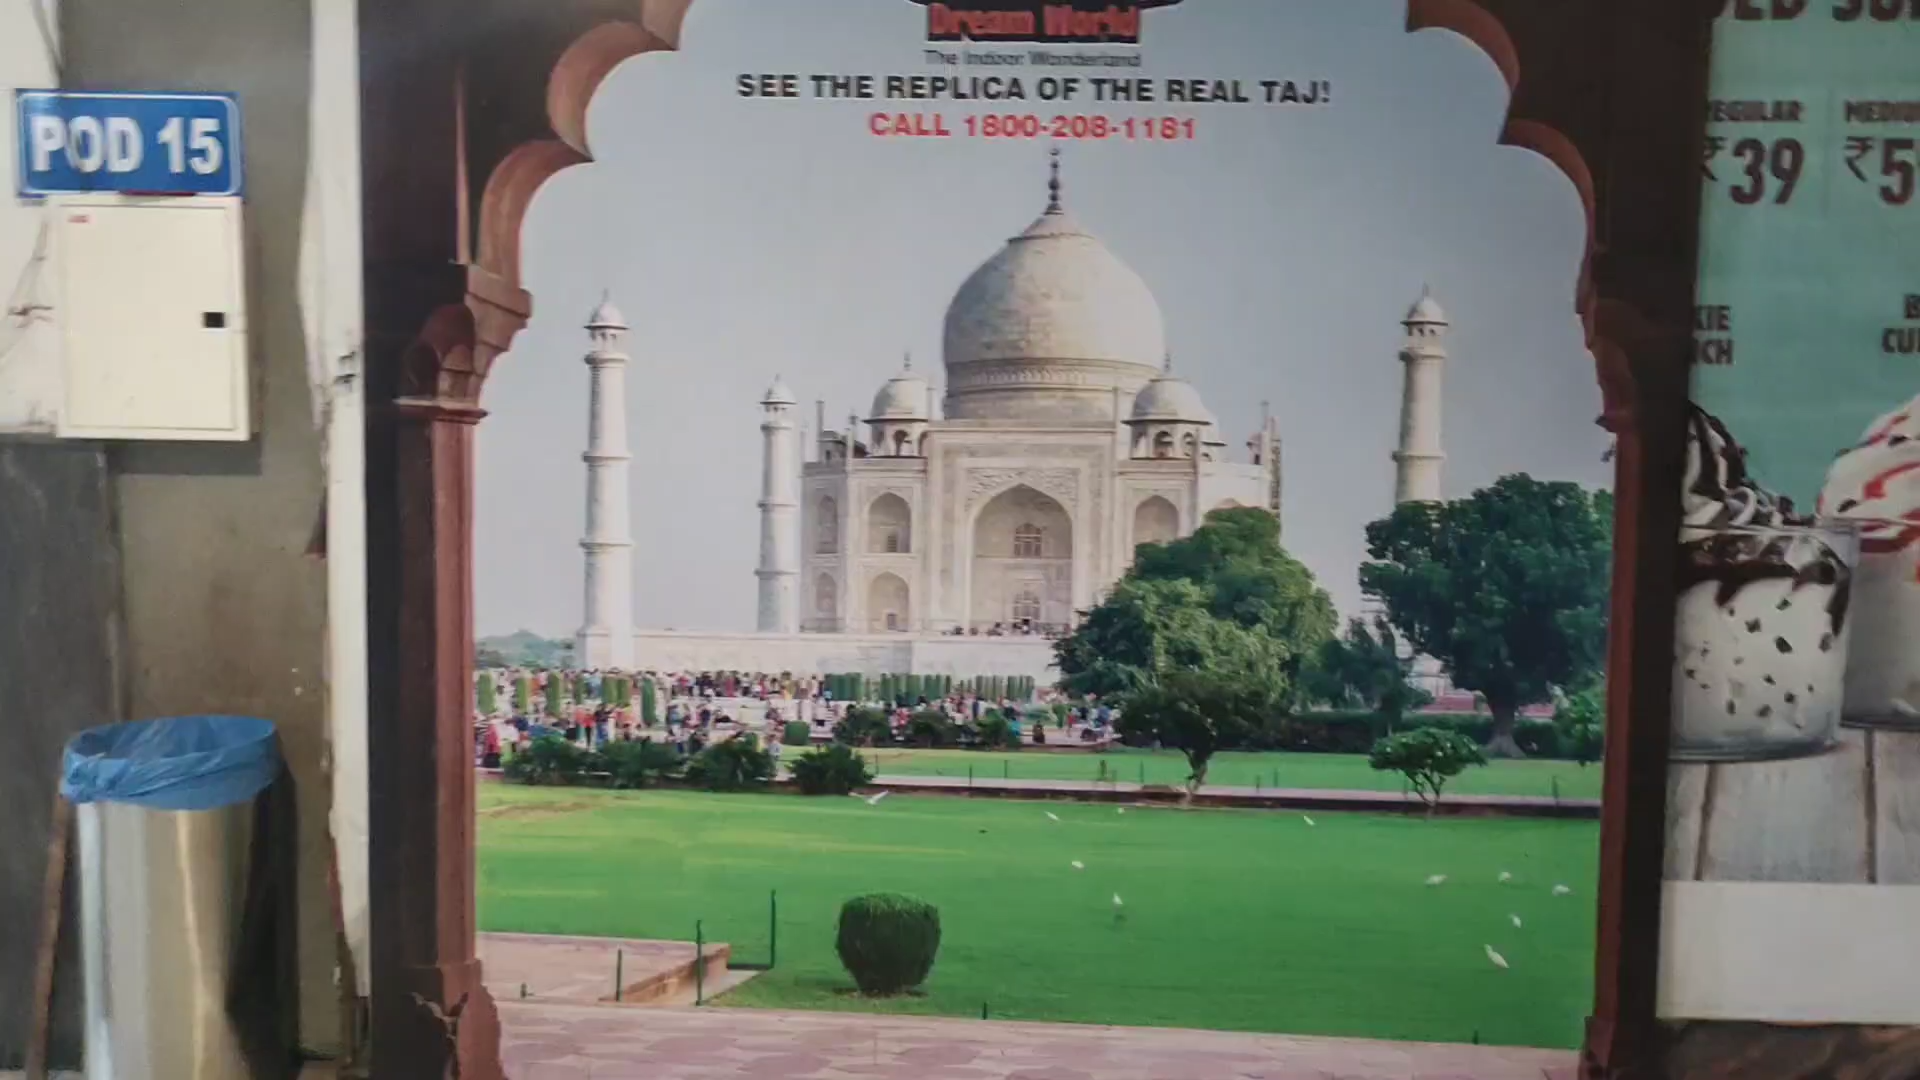 POD 15
Dream World
The Indoor Wonderland
SEE THE REPLICA OF THE REAL TAJ!
CALL 1800-208-1181
REGULAR
₹39